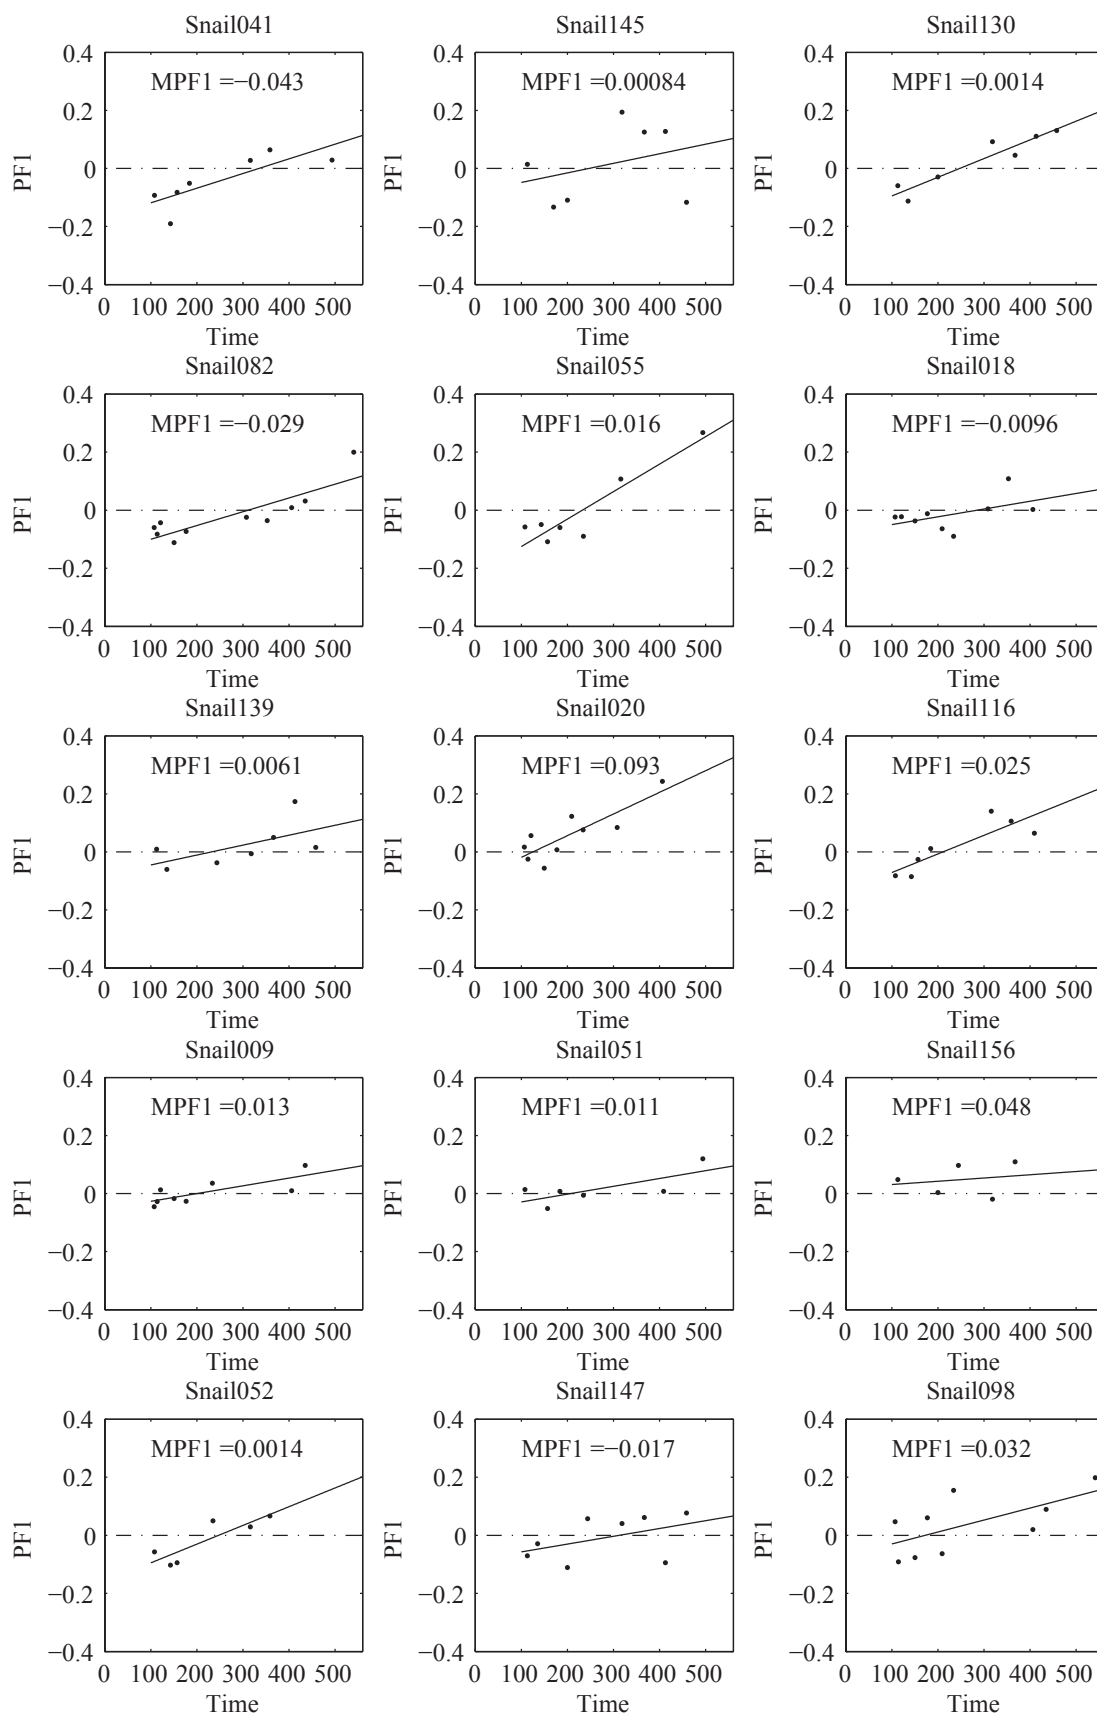 Snail041 Snail145 Snail130
0.4 0.4 0.4
MPF1 =−0.043 MPF1 =0.00084 MPF1 =0.0014
0.2 0.2 0.2
PF1 0 PF1 0 PF1 0
−0.2 −0.2 −0.2
−0.4 −0.4 −0.4
0 100 200 300 400 500 0 100 200 300 400 500 0 100 200 300 400 500
Time Time Time
Snail082 Snail055 Snail018
0.4 0.4 0.4
MPF1 =−0.029 MPF1 =0.016 MPF1 =−0.0096
0.2 0.2 0.2
PF1 0 PF1 0 PF1 0
−0.2 −0.2 −0.2
−0.4 −0.4 −0.4
0 100 200 300 400 500 0 100 200 300 400 500 0 100 200 300 400 500
Time Time Time
Snail139 Snail020 Snail116
0.4 0.4 0.4
MPF1 =0.0061 MPF1 =0.093 MPF1 =0.025
0.2 0.2 0.2
PF1 0 PF1 0 PF1 0
−0.2 −0.2 −0.2
−0.4 −0.4 −0.4
0 100 200 300 400 500 0 100 200 300 400 500 0 100 200 300 400 500
Time Time Time
Snail009 Snail051 Snail156
0.4 0.4 0.4
MPF1 =0.013 MPF1 =0.011 MPF1 =0.048
0.2 0.2 0.2
PF1 0 PF1 0 PF1 0
−0.2 −0.2 −0.2
−0.4 −0.4 −0.4
0 100 200 300 400 500 0 100 200 300 400 500 0 100 200 300 400 500
Time Time Time
Snail052 Snail147 Snail098
0.4 0.4 0.4
MPF1 =0.0014 MPF1 =−0.017 MPF1 =0.032
0.2 0.2 0.2
PF1 0 PF1 0 PF1 0
−0.2 −0.2 −0.2
−0.4 −0.4 −0.4
0 100 200 300 400 500 0 100 200 300 400 500 0 100 200 300 400 500
Time Time Time